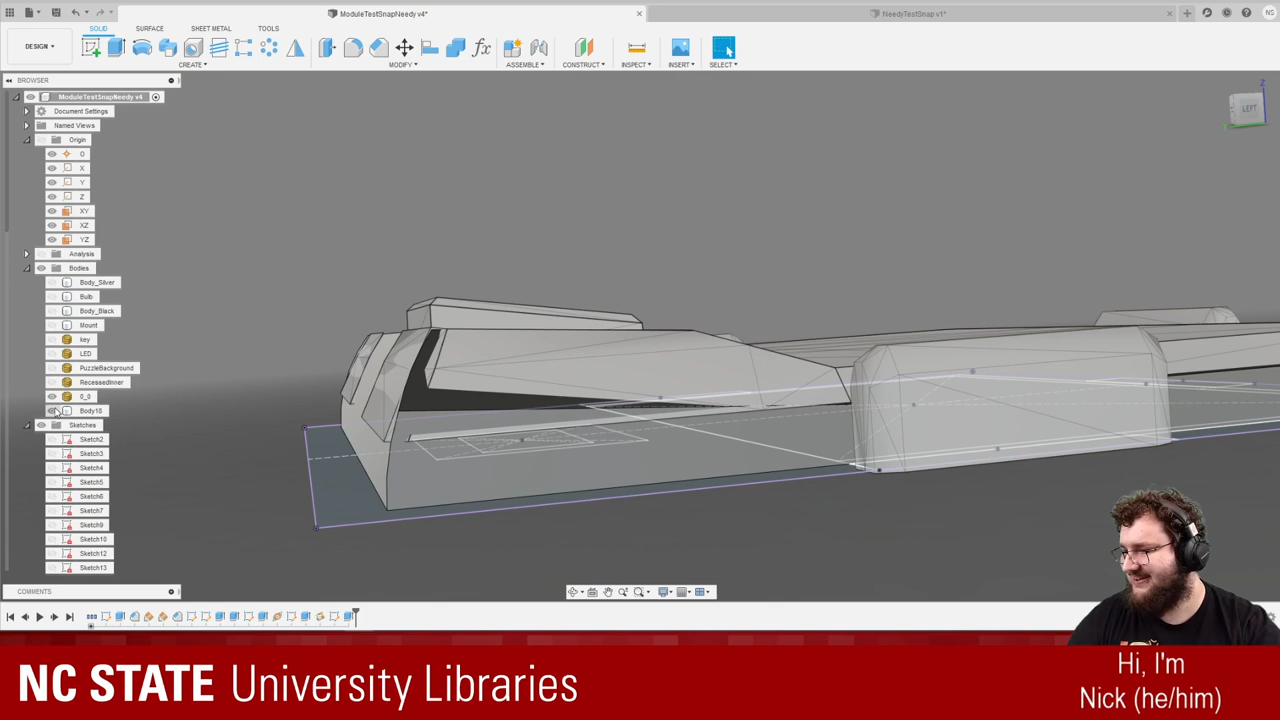 ModuleTestSnapNeedy v4*
NeedyTestSnap v1*
NS
DESIGN
SOLID
SURFACE
SHEET METAL
TOOLS
CREATE
MODIFY
ASSEMBLE
CONSTRUCT
INSPECT
INSERT
SELECT
BROWSER
ModuleTestSnapNeedy v4
Document Settings
Named Views
Origin
O
X
Y
Z
XY
XZ
YZ
Analysis
Bodies
Body_Silver
Bulb
Body_Black
Mount
key
LED
PuzzleBackground
RecessedInner
0_0
Body18
Sketches
Sketch2
Sketch3
Sketch4
Sketch5
Sketch6
Sketch7
Sketch9
Sketch10
Sketch12
Sketch13
COMMENTS
Z
LEFT
NC STATE University Libraries
Hi, I'm
Nick (he/him)